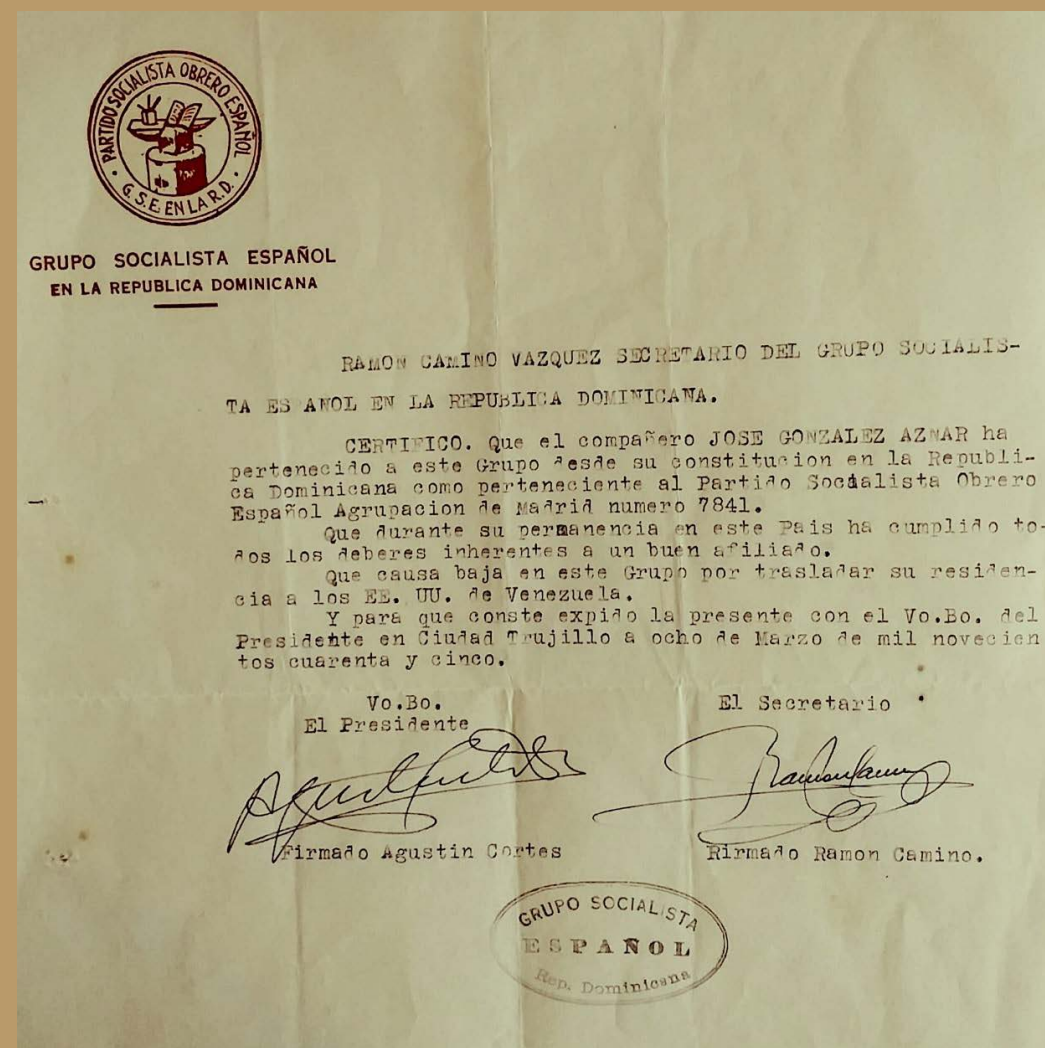 PARTIDO SOCIALISTA OBRERO ESPAÑOL
G.S.E. EN LA R.D.
GRUPO SOCIALISTA ESPAÑOL
EN LA REPUBLICA DOMINICANA
RAMON CAMINO VAZQUEZ SECRETARIO DEL GRUPO SOCIALIS-
TA ES AÑOL EN LA REPUBLICA DOMINICANA.
CERTIFICO. Que el compañero JOSE GONZALEZ AZNAR ha
pertenecido a este Grupo desde su constitucion en la Republi-
ca Dominicana como perteneciente al Partido Socialista Obrero
Español Agrupacion de Madrid numero 7841.
Que durante su permanencia en este Pais ha cumplido to-
dos los deberes inherentes a un buen afiliado.
Que causa baja en este Grupo por trasladar su residen-
cia a los EE. UU. de Venezuela.
Y para que conste expido la presente con el Vo.Bo. del
Presidente en Ciudad Trujillo a ocho de Marzo de mil novecien
tos cuarenta y cinco.
Vo.Bo.
El Presidente
El Secretario
Firmado Agustin Cortes
Rirmado Ramon Camino.
GRUPO SOCIALISTA
ESPAÑOL
Rep. Dominicana